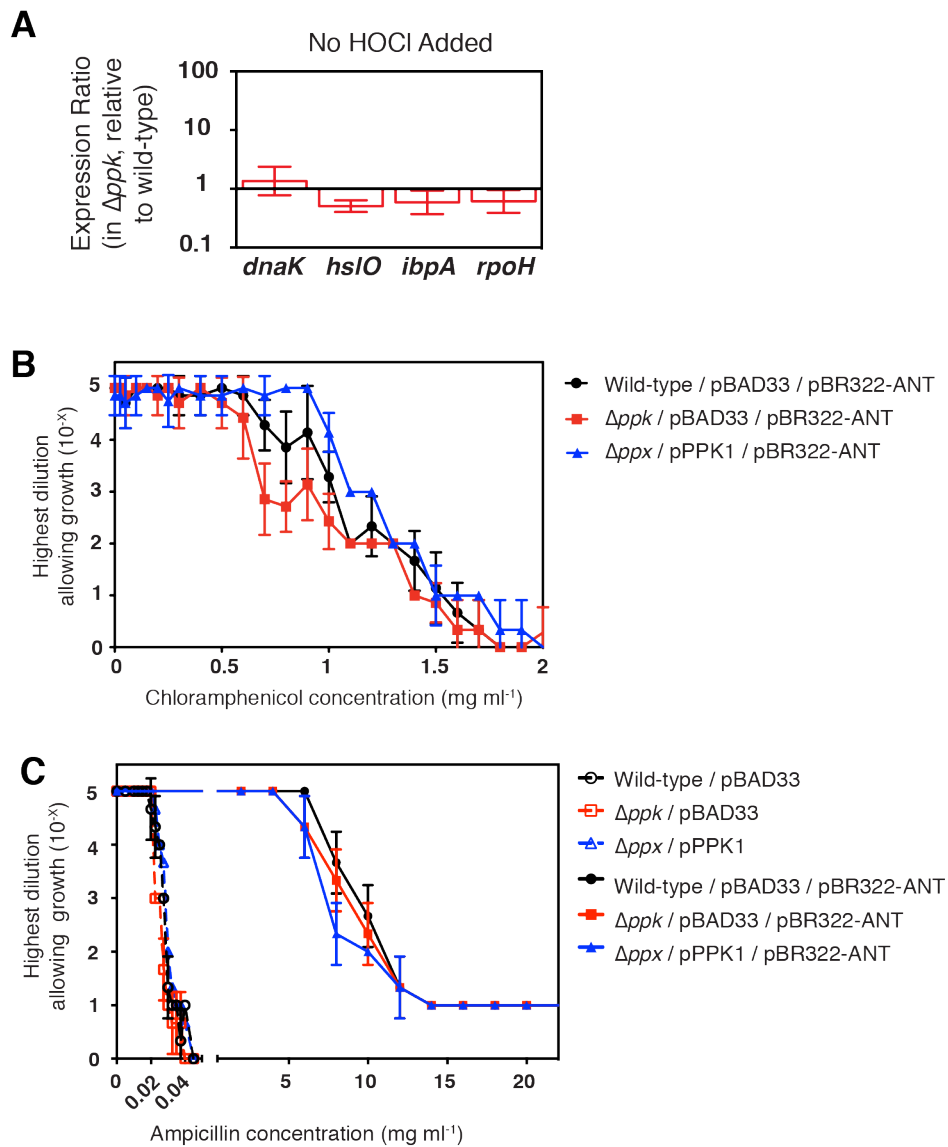 A
No HOCl Added
Expression Ratio
(in Δppk, relative
to wild-type)
100
10
1
0.1
dnaK hslO ibpA rpoH
B
Highest dilution
allowing growth (10⁻ˣ)
5
4
3
2
1
0
0 0.5 1 1.5 2
Chloramphenicol concentration (mg ml⁻¹)
Wild-type / pBAD33 / pBR322-ANT
Δppk / pBAD33 / pBR322-ANT
Δppx / pPPK1 / pBR322-ANT
C
Highest dilution
allowing growth (10⁻ˣ)
5
4
3
2
1
0
0 0.02 0.04 5 10 15 20
Ampicillin concentration (mg ml⁻¹)
Wild-type / pBAD33
Δppk / pBAD33
Δppx / pPPK1
Wild-type / pBAD33 / pBR322-ANT
Δppk / pBAD33 / pBR322-ANT
Δppx / pPPK1 / pBR322-ANT